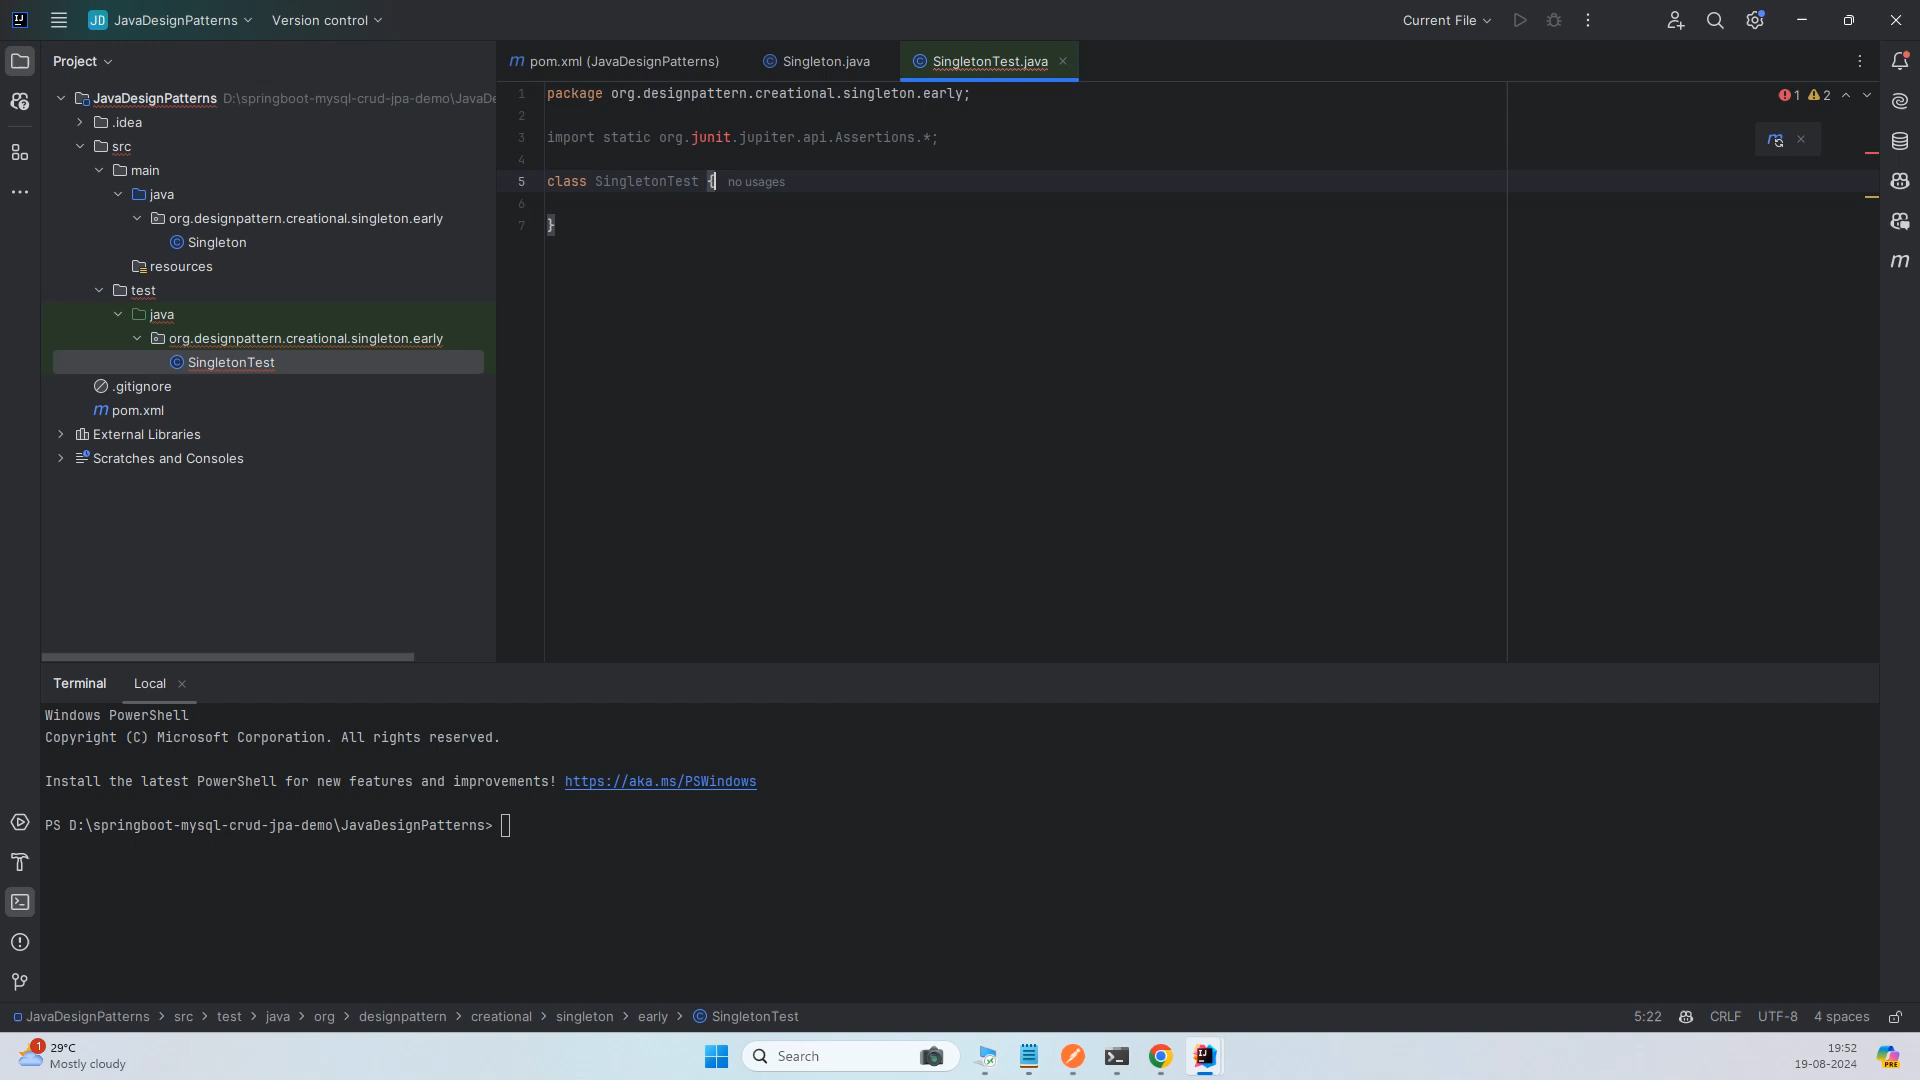 JD JavaDesignPatterns Version control Current File
Project
pom.xml (JavaDesignPatterns) Singleton.java SingletonTest.java
JavaDesignPatterns D:\springboot-mysql-crud-jpa-demo\JavaDe
.idea
src
main
java
org.designpattern.creational.singleton.early
Singleton
resources
test
java
org.designpattern.creational.singleton.early
SingletonTest
.gitignore
pom.xml
External Libraries
Scratches and Consoles
1 package org.designpattern.creational.singleton.early;
2
3 import static org.junit.jupiter.api.Assertions.*;
4
5 class SingletonTest { no usages
6
7 }
1 2
Terminal Local
Windows PowerShell
Copyright (C) Microsoft Corporation. All rights reserved.
Install the latest PowerShell for new features and improvements! https://aka.ms/PSWindows
PS D:\springboot-mysql-crud-jpa-demo\JavaDesignPatterns>
JavaDesignPatterns > src > test > java > org > designpattern > creational > singleton > early > SingletonTest
5:22 CRLF UTF-8 4 spaces
1
29°C
Mostly cloudy
Search
19:52
19-08-2024
PRE